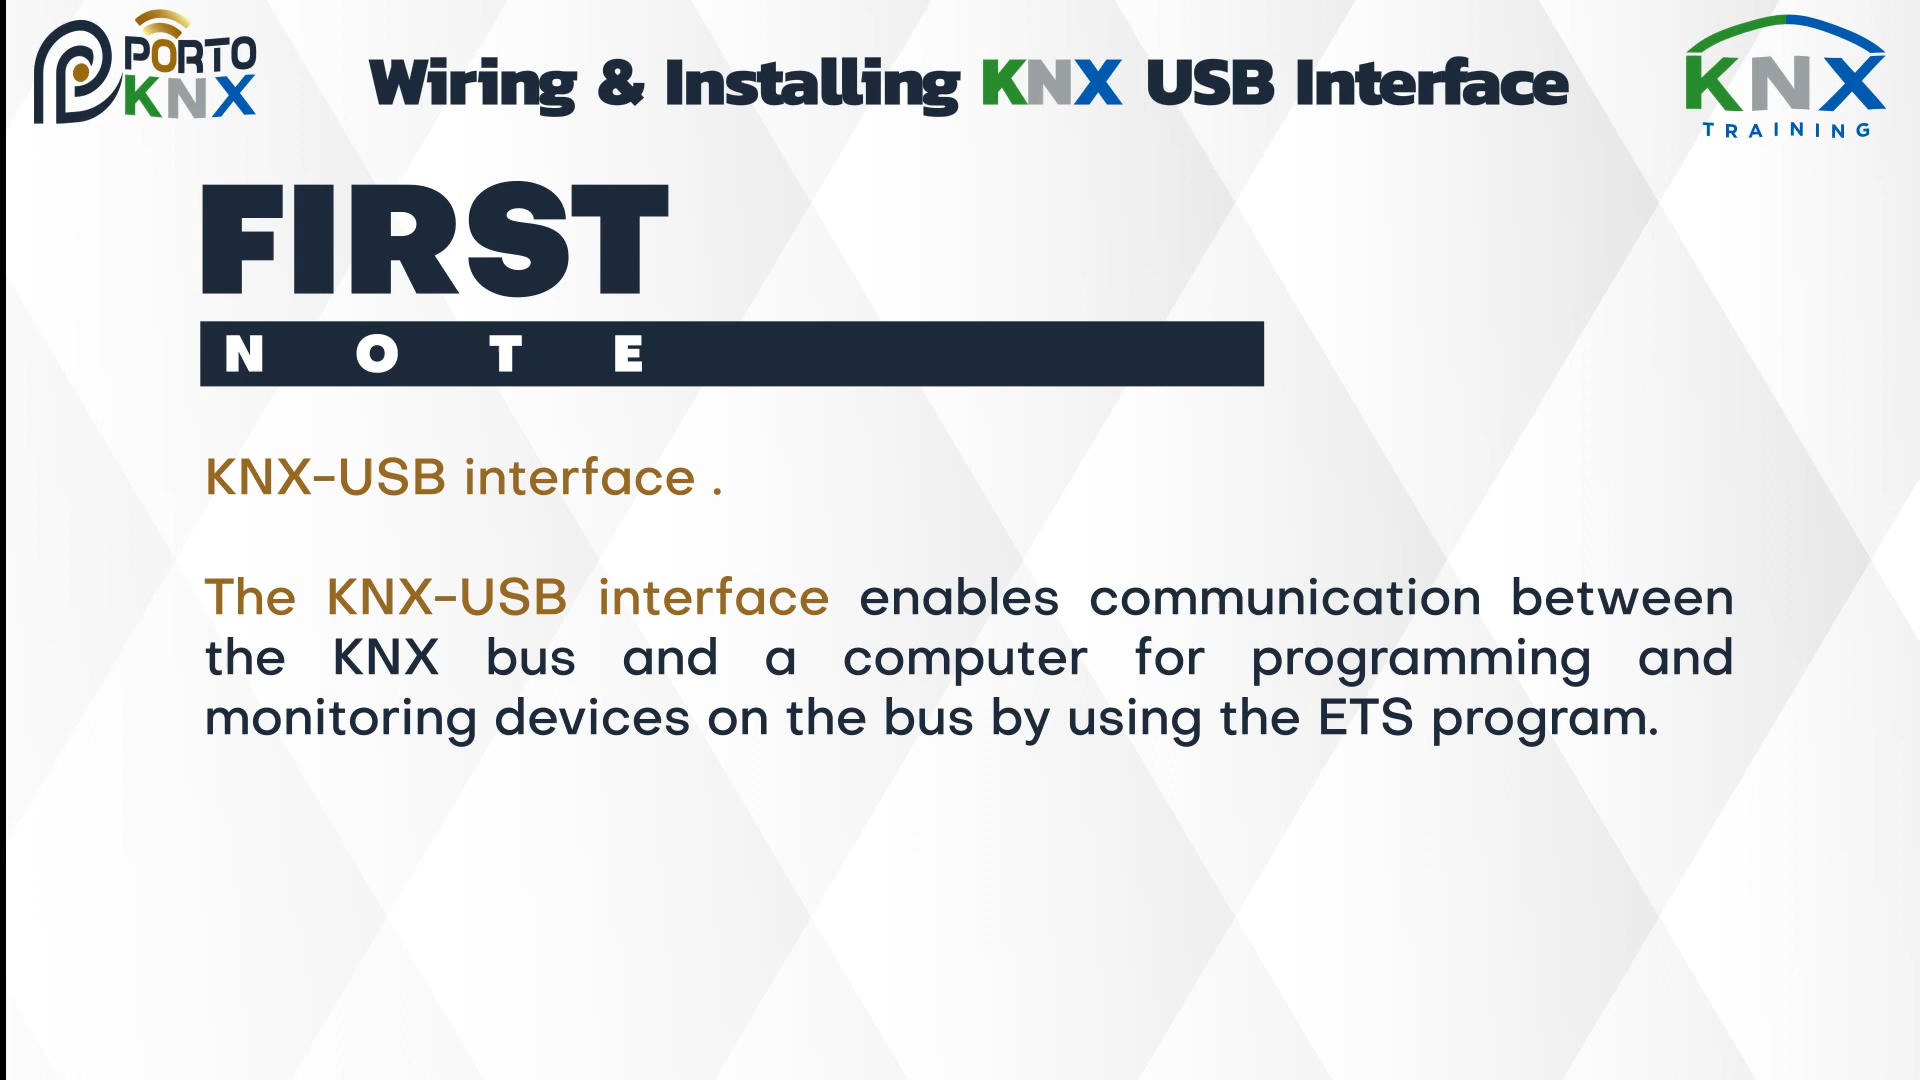 PORTO
KNX
Wiring & Installing KNX USB Interface
KNX
TRAINING
FIRST
NOTE
KNX-USB interface .
The KNX-USB interface enables communication between
the KNX bus and a computer for programming and
monitoring devices on the bus by using the ETS program.